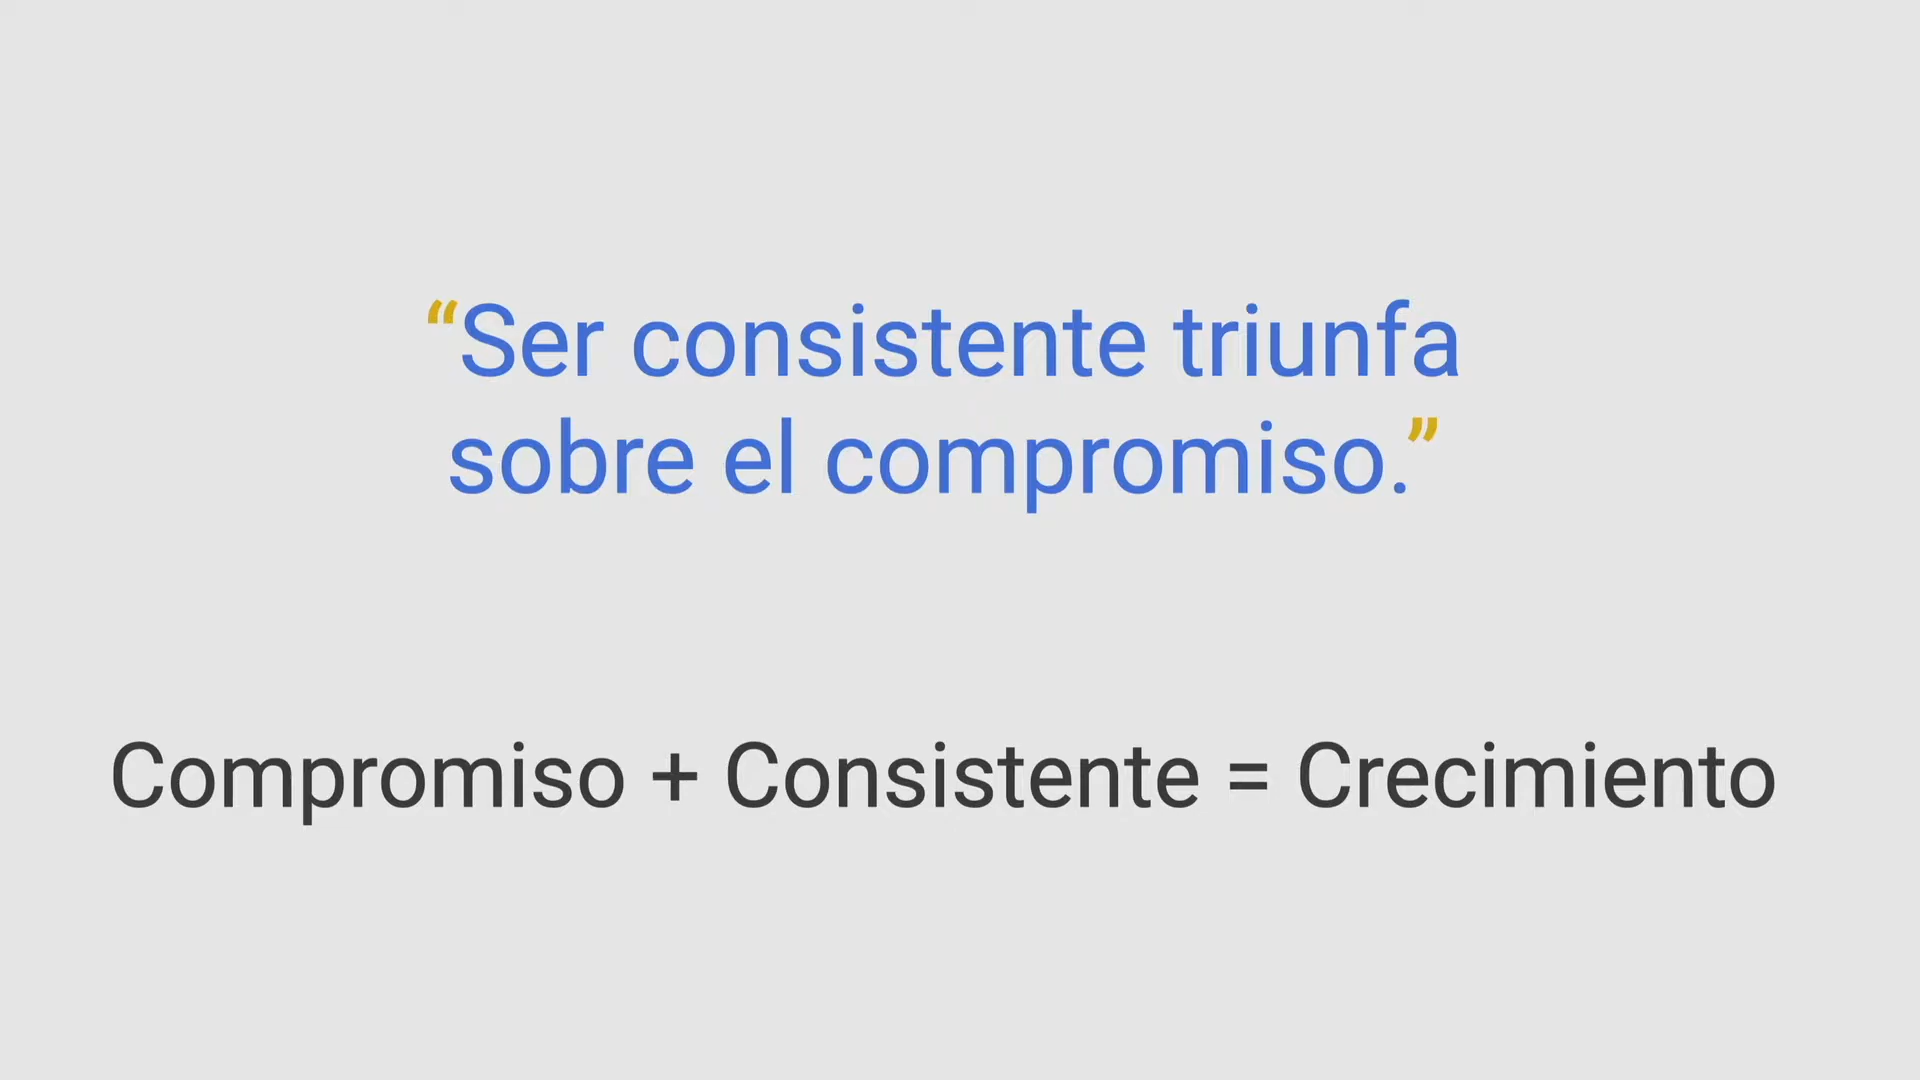 “Ser consistente triunfa
sobre el compromiso.”
Compromiso + Consistente = Crecimiento